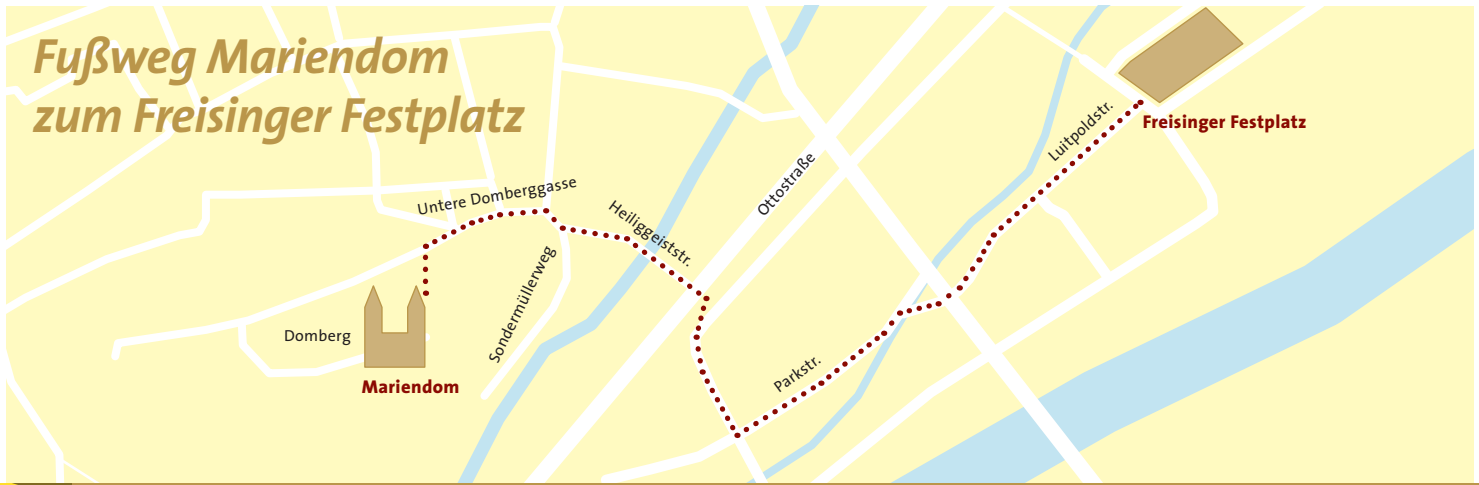 Fußweg Mariendom
zum Freisinger Festplatz
Luitpoldstr.
Freisinger Festplatz
Ottostraße
Untere Domberggasse
Heiliggeiststr.
Sondermüllerweg
Domberg
Mariendom
Parkstr.